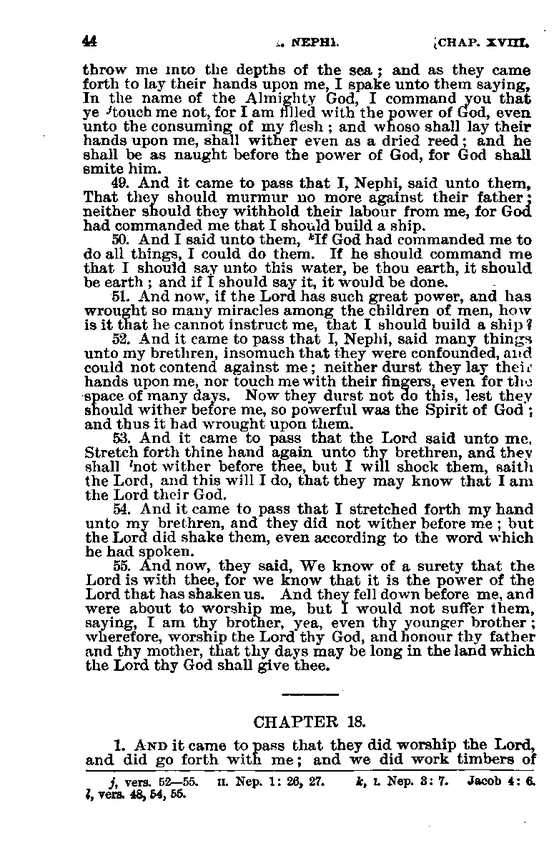 44 I. NEPHI. [CHAP. XVIII.
throw me into the depths of the sea; and as they came
forth to lay their hands upon me, I spake unto them saying,
In the name of the Almighty God, I command you that
ye jtouch me not, for I am filled with the power of God, even
unto the consuming of my flesh; and whoso shall lay their
hands upon me, shall wither even as a dried reed; and he
shall be as naught before the power of God, for God shall
smite him.
49. And it came to pass that I, Nephi, said unto them,
That they should murmur no more against their father;
neither should they withhold their labour from me, for God
had commanded me that I should build a ship.
50. And I said unto them, kIf God had commanded me to
do all things, I could do them. If he should command me
that I should say unto this water, be thou earth, it should
be earth; and if I should say it, it would be done.
51. And now, if the Lord has such great power, and has
wrought so many miracles among the children of men, how
is it that he cannot instruct me, that I should build a ship?
52. And it came to pass that I, Nephi, said many things
unto my brethren, insomuch that they were confounded, and
could not contend against me; neither durst they lay their
hands upon me, nor touch me with their fingers, even for the
space of many days. Now they durst not do this, lest they
should wither before me, so powerful was the Spirit of God;
and thus it had wrought upon them.
53. And it came to pass that the Lord said unto me,
Stretch forth thine hand again unto thy brethren, and they
shall lnot wither before thee, but I will shock them, saith
the Lord, and this will I do, that they may know that I am
the Lord their God.
54. And it came to pass that I stretched forth my hand
unto my brethren, and they did not wither before me; but
the Lord did shake them, even according to the word which
he had spoken.
55. And now, they said, We know of a surety that the
Lord is with thee, for we know that it is the power of the
Lord that has shaken us. And they fell down before me, and
were about to worship me, but I would not suffer them,
saying, I am thy brother, yea, even thy younger brother;
wherefore, worship the Lord thy God, and honour thy father
and thy mother, that thy days may be long in the land which
the Lord thy God shall give thee.
CHAPTER 18.
1. AND it came to pass that they did worship the Lord,
and did go forth with me; and we did work timbers of
j, vers. 52—55. II. Nep. 1: 26, 27. k, I. Nep. 3: 7. Jacob 4: 6.
l, vers. 48, 54, 55.